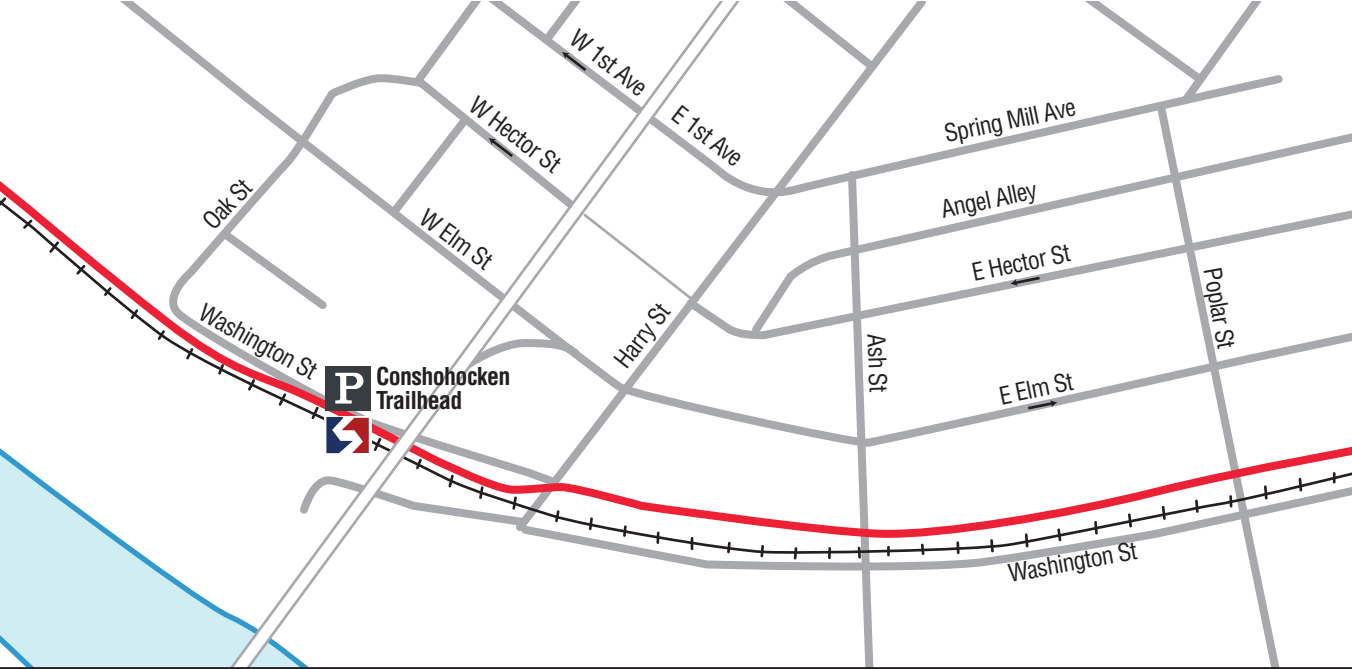 W 1st Ave
E 1st Ave
Spring Mill Ave
W Hector St
Oak St
Angel Alley
W Elm St
E Hector St
Poplar St
Washington St
Harry St
Ash St
P
Conshohocken
Trailhead
E Elm St
Washington St